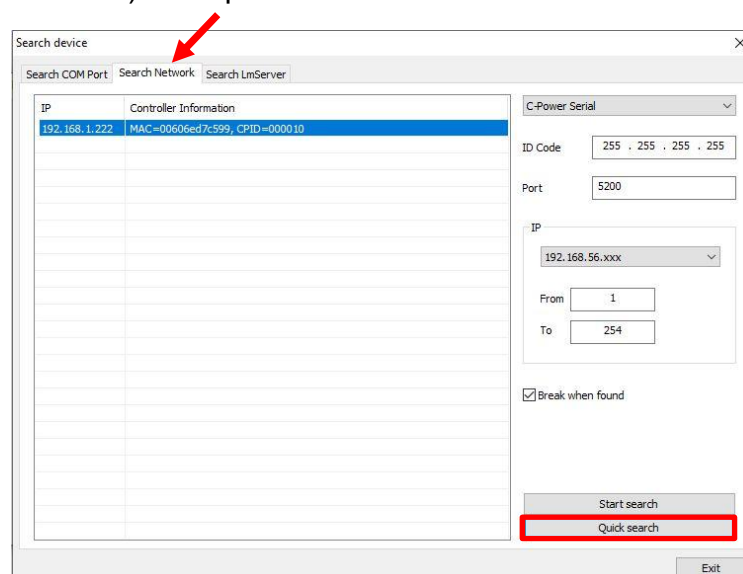 Search device
Search COM Port Search Network Search LmServer
IP Controller Information
192.168.1.222 MAC=00606ed7c599, CPID=000010
C-Power Serial
ID Code 255 . 255 . 255 . 255
Port 5200
IP
192.168.56.xxx
From 1
To 254
Break when found
Start search
Quick search
Exit